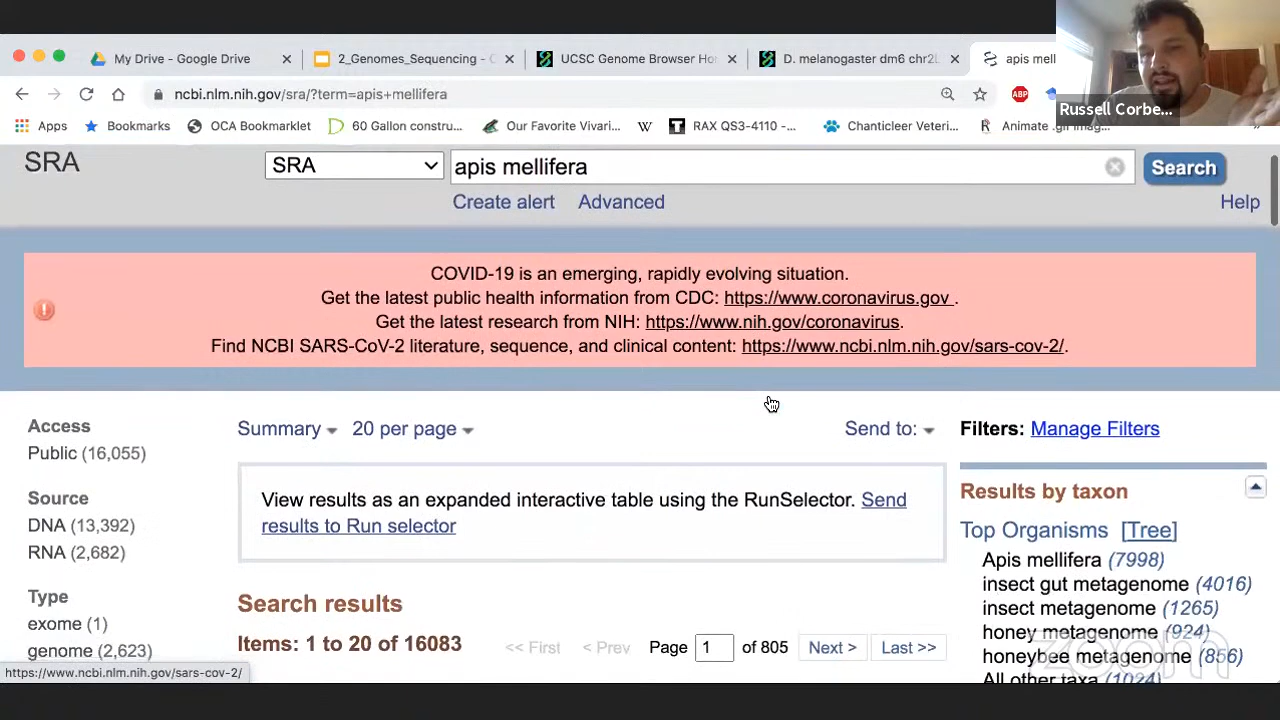 My Drive - Google Drive
2_Genomes_Sequencing - C
UCSC Genome Browser Ho
D. melanogaster dm6 chr2L
apis mell
ncbi.nlm.nih.gov/sra/?term=apis+mellifera
ABP
Russell Corbe...
Apps
Bookmarks
OCA Bookmarklet
60 Gallon constru...
Our Favorite Vivari...
W
T
RAX QS3-4110 -...
Chanticleer Veteri...
Animate .gif imag...
SRA
SRA
apis mellifera
Search
Create alert
Advanced
Help
COVID-19 is an emerging, rapidly evolving situation.
Get the latest public health information from CDC: https://www.coronavirus.gov .
Get the latest research from NIH: https://www.nih.gov/coronavirus.
Find NCBI SARS-CoV-2 literature, sequence, and clinical content: https://www.ncbi.nlm.nih.gov/sars-cov-2/.
Access
Public (16,055)
Source
DNA (13,392)
RNA (2,682)
Type
exome (1)
genome (2,623)
Summary
20 per page
Send to:
View results as an expanded interactive table using the RunSelector. Send
results to Run selector
Search results
Items: 1 to 20 of 16083
<< First
< Prev
Page 1 of 805
Next >
Last >>
Filters: Manage Filters
Results by taxon
Top Organisms [Tree]
Apis mellifera (7998)
insect gut metagenome (4016)
insect metagenome (1265)
honey metagenome (924)
honeybee metagenome (856)
All other taxa (1024)
https://www.ncbi.nlm.nih.gov/sars-cov-2/
zoom